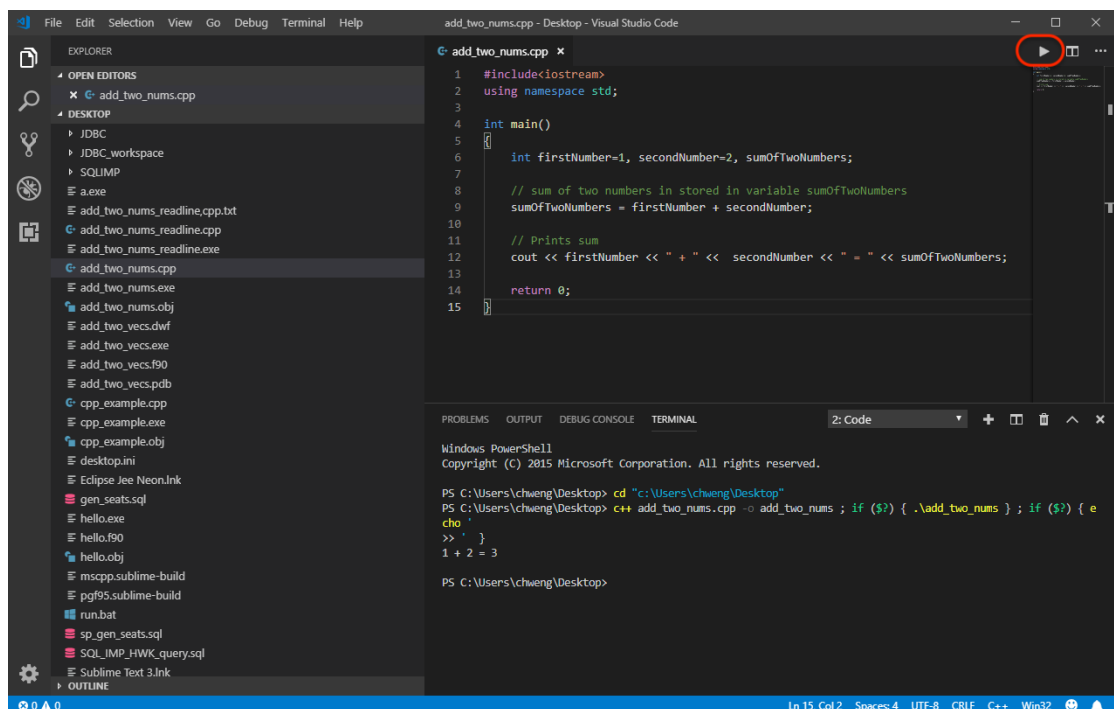 File Edit Selection View Go Debug Terminal Help
add_two_nums.cpp - Desktop - Visual Studio Code
EXPLORER
OPEN EDITORS
add_two_nums.cpp
DESKTOP
JDBC
JDBC_workspace
SQLIMP
a.exe
add_two_nums_readline,cpp.txt
add_two_nums_readline.cpp
add_two_nums_readline.exe
add_two_nums.cpp
add_two_nums.exe
add_two_nums.obj
add_two_vecs.dwf
add_two_vecs.exe
add_two_vecs.f90
add_two_vecs.pdb
cpp_example.cpp
cpp_example.exe
cpp_example.obj
desktop.ini
Eclipse Jee Neon.lnk
gen_seats.sql
hello.exe
hello.f90
hello.obj
mscpp.sublime-build
pgf95.sublime-build
run.bat
sp_gen_seats.sql
SQL_IMP_HWK_query.sql
Sublime Text 3.lnk
OUTLINE
add_two_nums.cpp
1 #include<iostream>
2 using namespace std;
3
4 int main()
5 {
6 int firstNumber=1, secondNumber=2, sumOfTwoNumbers;
7
8 // sum of two numbers in stored in variable sumOfTwoNumbers
9 sumOfTwoNumbers = firstNumber + secondNumber;
10
11 // Prints sum
12 cout << firstNumber << " + " << secondNumber << " = " << sumOfTwoNumbers;
13
14 return 0;
15 }
PROBLEMS OUTPUT DEBUG CONSOLE TERMINAL 2: Code
Windows PowerShell
Copyright (C) 2015 Microsoft Corporation. All rights reserved.
PS C:\Users\chweng\Desktop> cd "c:\Users\chweng\Desktop"
PS C:\Users\chweng\Desktop> c++ add_two_nums.cpp -o add_two_nums ; if ($?) { .\add_two_nums } ; if ($?) { e
cho '
>> ' }
1 + 2 = 3
PS C:\Users\chweng\Desktop>
0 0 Ln 15, Col 2 Spaces: 4 UTF-8 CRLF C++ Win32